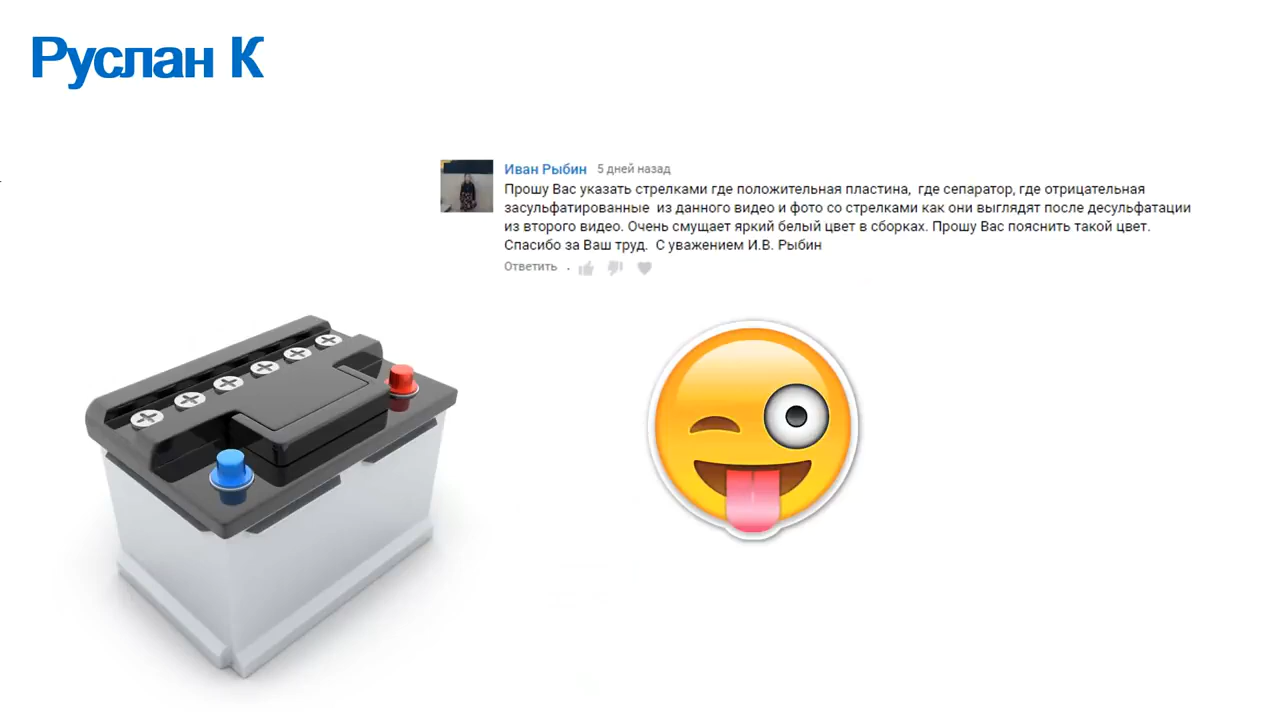 Руслан К
Иван Рыбин 5 дней назад
Прошу Вас указать стрелками где положительная пластина, где сепаратор, где отрицательная
засульфатированные из данного видео и фото со стрелками как они выглядят после десульфатации
из второго видео. Очень смущает яркий белый цвет в сборках. Прошу Вас пояснить такой цвет.
Спасибо за Ваш труд. С уважением И.В. Рыбин
Ответить